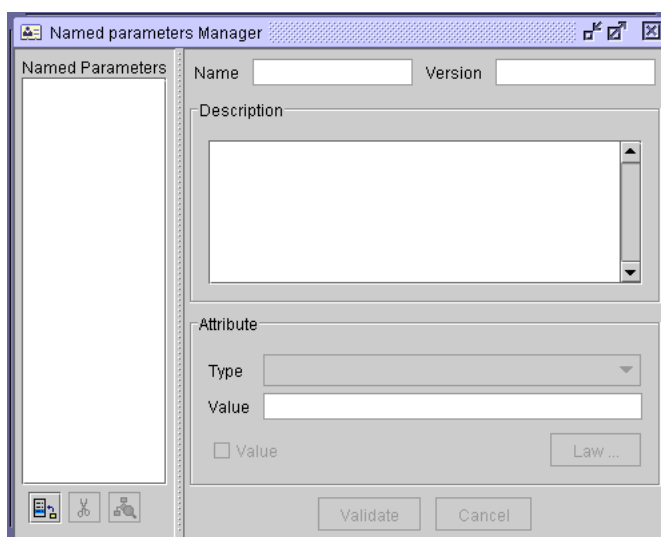 Named parameters Manager
Named Parameters
Name
Version
Description
Attribute
Type
Value
Value
Law ...
Validate
Cancel